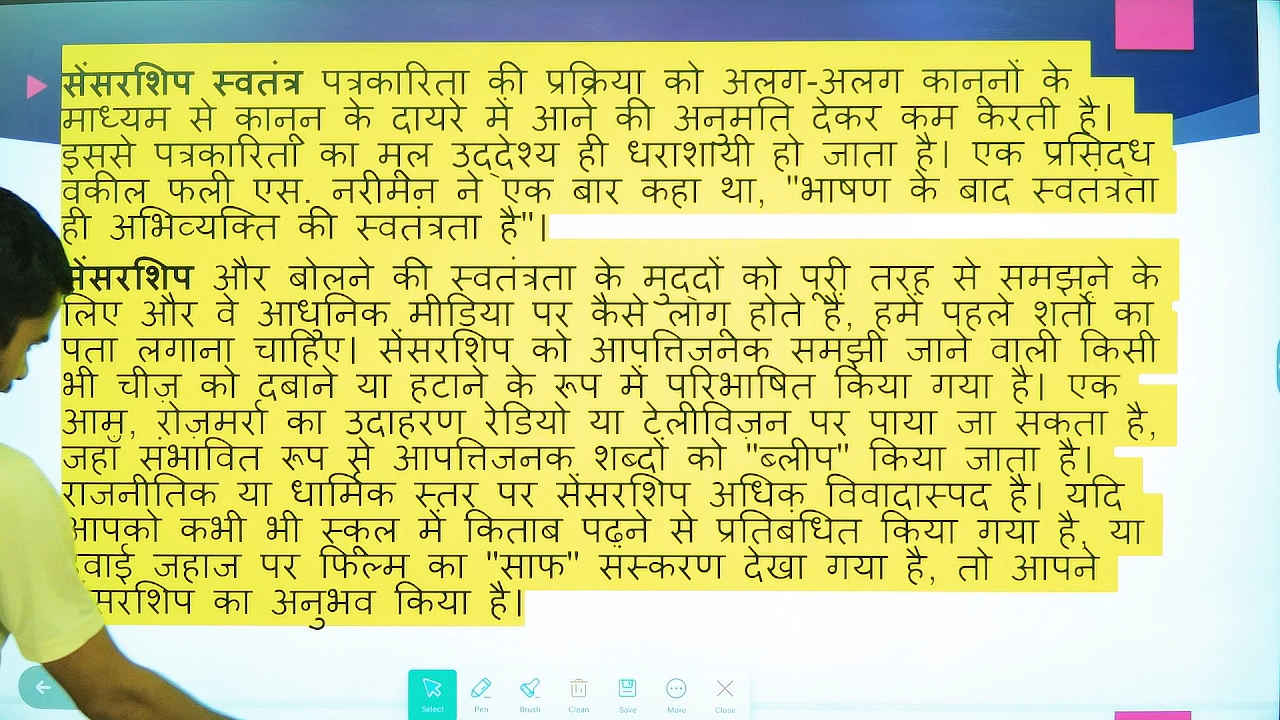 सेंसरशिप स्वतंत्र पत्रकारिता की प्रक्रिया को अलग-अलग कानूनों के
माध्यम से कानून के दायरे में आने की अनुमति देकर कम करती है।
इससे पत्रकारिता का मूल उद्देश्य ही धराशायी हो जाता है। एक प्रसिद्ध
वकील फली एस. नरीमन ने एक बार कहा था, "भाषण के बाद स्वतंत्रता
ही अभिव्यक्ति की स्वतंत्रता है"।
सेंसरशिप और बोलने की स्वतंत्रता के मुद्दों को पूरी तरह से समझने के
लिए और वे आधुनिक मीडिया पर कैसे लागू होते हैं, हमें पहले शर्तों का
पता लगाना चाहिए। सेंसरशिप को आपत्तिजनक समझी जाने वाली किसी
भी चीज़ को दबाने या हटाने के रूप में परिभाषित किया गया है। एक
आम, रोज़मर्रा का उदाहरण रेडियो या टेलीविज़न पर पाया जा सकता है,
जहाँ संभावित रूप से आपत्तिजनक शब्दों को "ब्लीप" किया जाता है।
राजनीतिक या धार्मिक स्तर पर सेंसरशिप अधिक विवादास्पद है। यदि
आपको कभी भी स्कूल में किताब पढ़ने से प्रतिबंधित किया गया है, या
जहाज पर फिल्म का "साफ" संस्करण देखा गया है, तो आपने
का अनुभव किया है।
Select Pen Brush Clean Save More Close